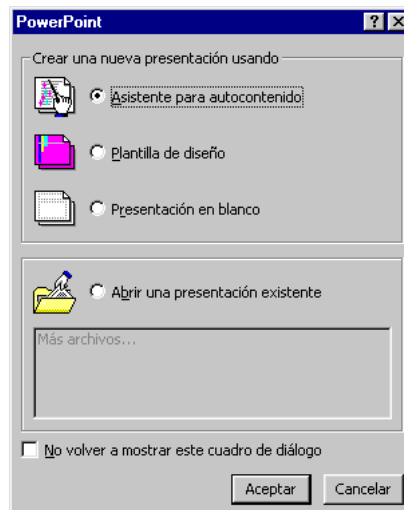 PowerPoint
Crear una nueva presentación usando
Asistente para autocontenido
Plantilla de diseño
Presentación en blanco
Abrir una presentación existente
Más archivos...
No volver a mostrar este cuadro de diálogo
Aceptar
Cancelar